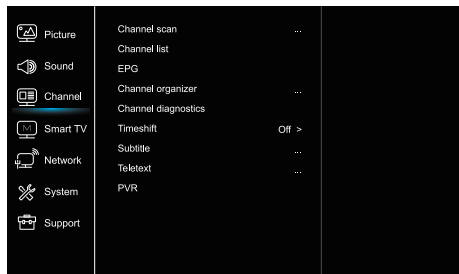 Picture
Sound
Channel
Smart TV
Network
System
Support
Channel scan ...
Channel list
EPG
Channel organizer ...
Channel diagnostics
Timeshift Off >
Subtitle ...
Teletext ...
PVR